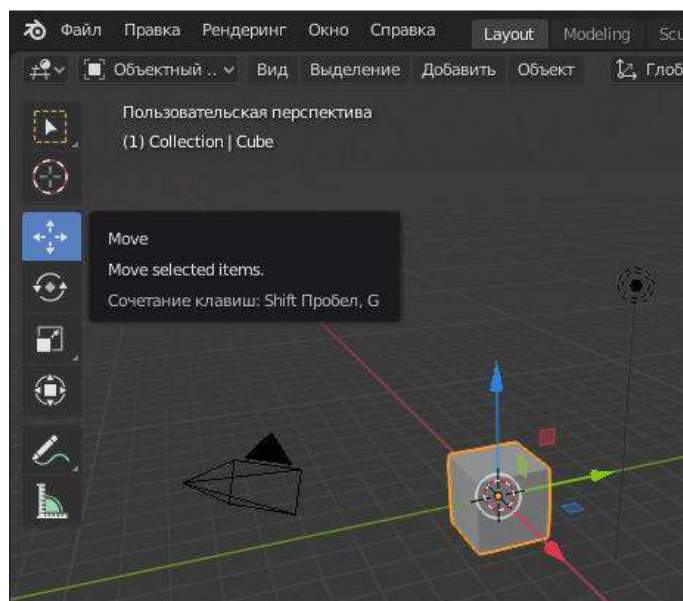 Файл Правка Рендеринг Окно Справка Layout Modeling Scu
Объектный .. Вид Выделение Добавить Объект Глоб
Пользовательская перспектива
(1) Collection | Cube
Move
Move selected items.
Сочетание клавиш: Shift Пробел, G